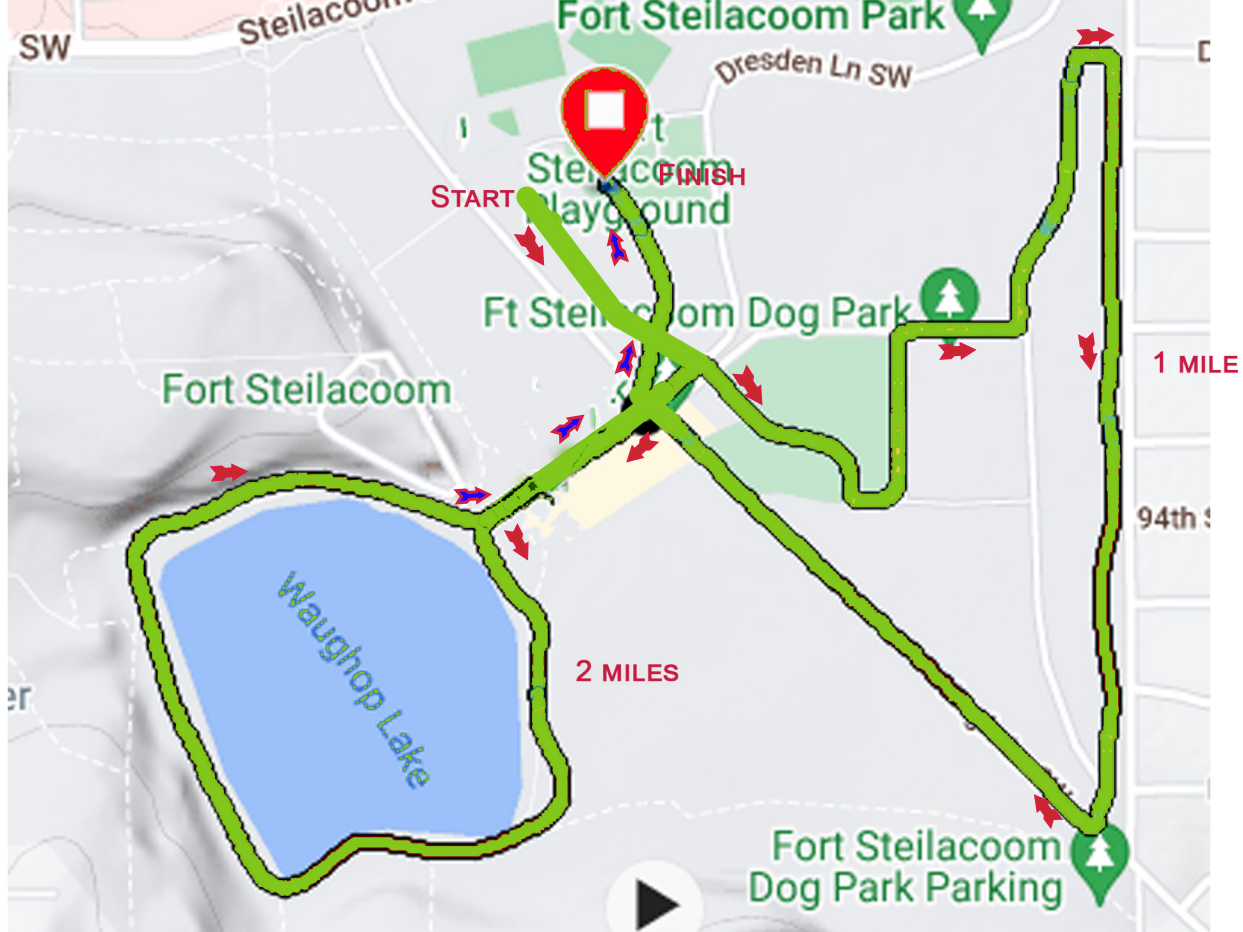 Fort Steilacoom Park
Steilacoom
SW
Dresden Ln SW
D
Steilacoom
Playground
START
FINISH
Ft Steilacoom Dog Park
1 MILE
Fort Steilacoom
94th S
Waughop Lake
2 MILES
er
Fort Steilacoom
Dog Park Parking